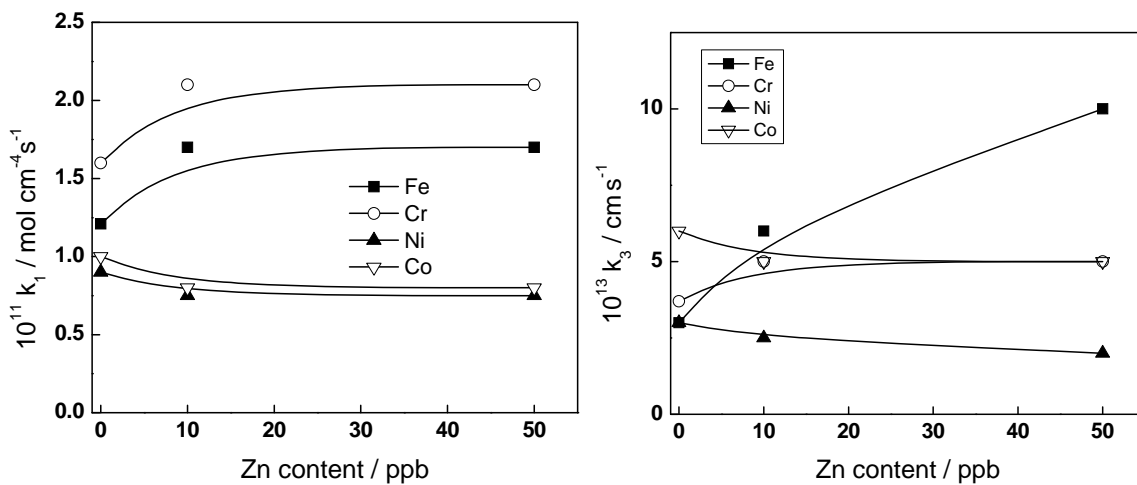 2.5
2.0
1.5
1.0
0.5
0.0
10¹¹ k₁ / mol cm⁻⁴s⁻¹
Fe
Cr
Ni
Co
0 10 20 30 40 50
Zn content / ppb
10
5
0
10¹³ k₃ / cm s⁻¹
Fe
Cr
Ni
Co
0 10 20 30 40 50
Zn content / ppb